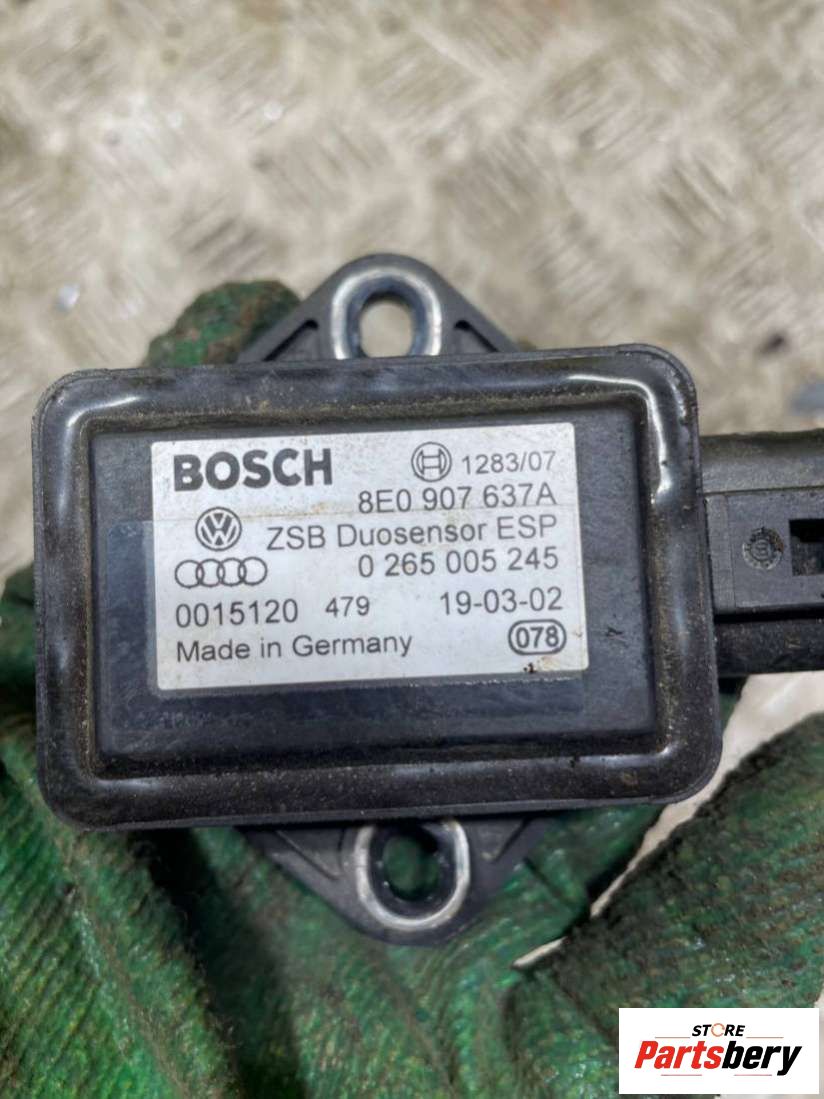 BOSCH 1283/07
8E0 907 637A
ZSB Duosensor ESP
0 265 005 245
0015120 479 19-03-02
Made in Germany 078
STORE
Partsbery